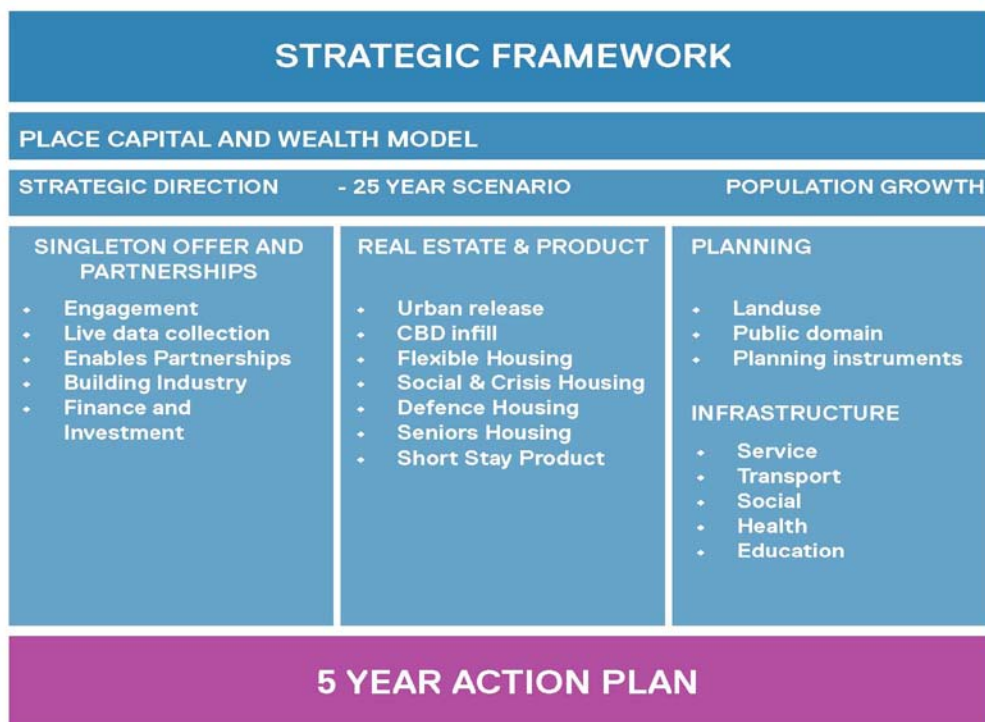 STRATEGIC FRAMEWORK
PLACE CAPITAL AND WEALTH MODEL
STRATEGIC DIRECTION - 25 YEAR SCENARIO POPULATION GROWTH
SINGLETON OFFER AND
PARTNERSHIPS
Engagement
Live data collection
Enables Partnerships
Building Industry
Finance and
Investment
REAL ESTATE & PRODUCT
Urban release
CBD infill
Flexible Housing
Social & Crisis Housing
Defence Housing
Seniors Housing
Short Stay Product
PLANNING
Landuse
Public domain
Planning instruments
INFRASTRUCTURE
Service
Transport
Social
Health
Education
5 YEAR ACTION PLAN